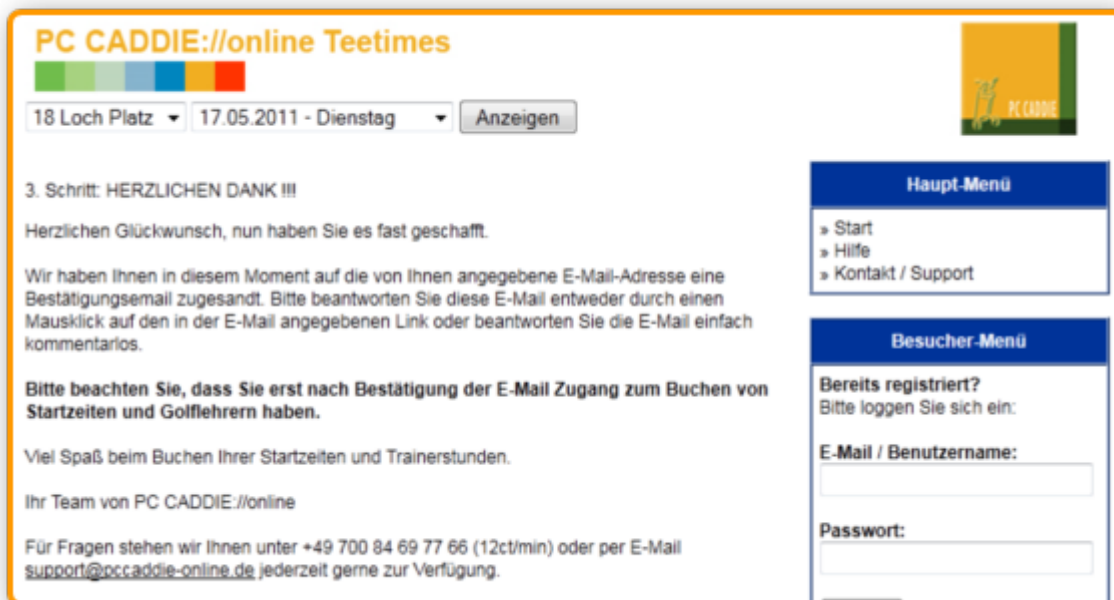 PC CADDIE://online Teetimes
18 Loch Platz
17.05.2011 - Dienstag
Anzeigen
PC CADDIE
3. Schritt: HERZLICHEN DANK !!!
Herzlichen Glückwunsch, nun haben Sie es fast geschafft.
Wir haben Ihnen in diesem Moment auf die von Ihnen angegebene E-Mail-Adresse eine
Bestätigungsemail zugesandt. Bitte beantworten Sie diese E-Mail entweder durch einen
Mausklick auf den in der E-Mail angegebenen Link oder beantworten Sie die E-Mail einfach
kommentarlos.
Bitte beachten Sie, dass Sie erst nach Bestätigung der E-Mail Zugang zum Buchen von
Startzeiten und Golflehrern haben.
Viel Spaß beim Buchen Ihrer Startzeiten und Trainerstunden.
Ihr Team von PC CADDIE://online
Für Fragen stehen wir Ihnen unter +49 700 84 69 77 66 (12ct/min) oder per E-Mail
support@pccaddie-online.de jederzeit gerne zur Verfügung.
Haupt-Menü
» Start
» Hilfe
» Kontakt / Support
Besucher-Menü
Bereits registriert?
Bitte loggen Sie sich ein:
E-Mail / Benutzername:
Passwort: